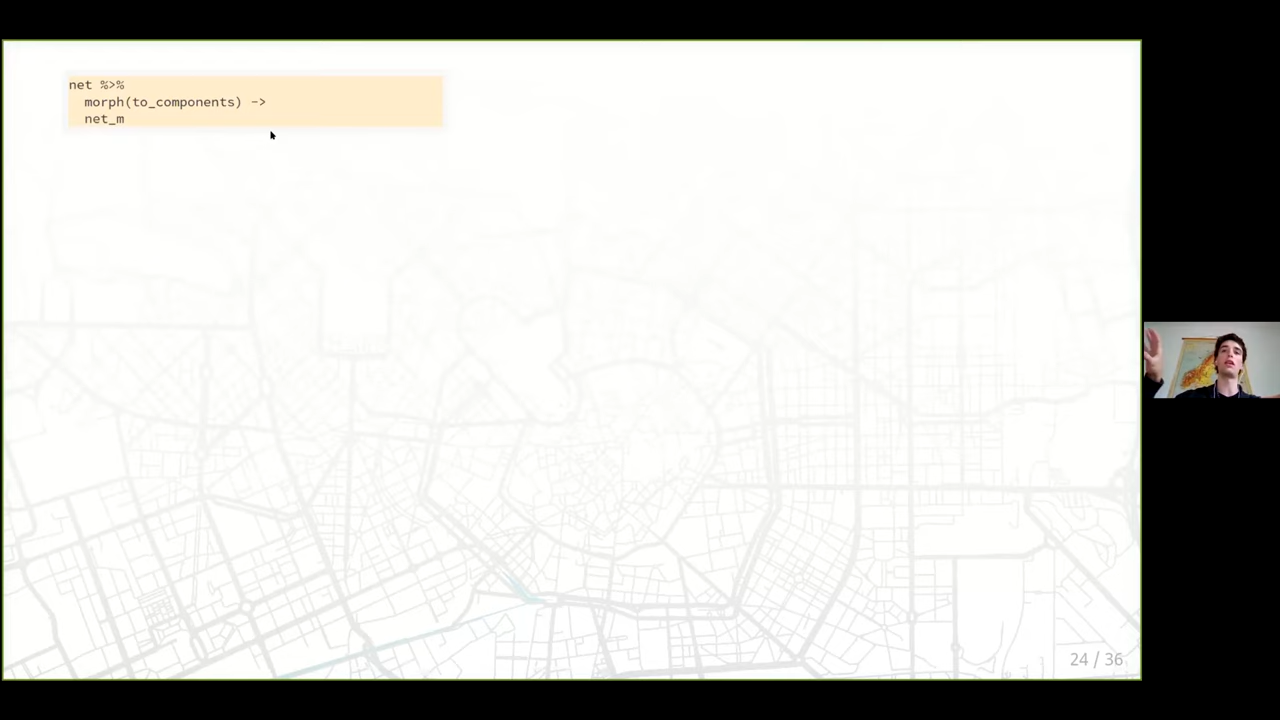 net %>%
  morph(to_components) ->
  net_m
24 / 36